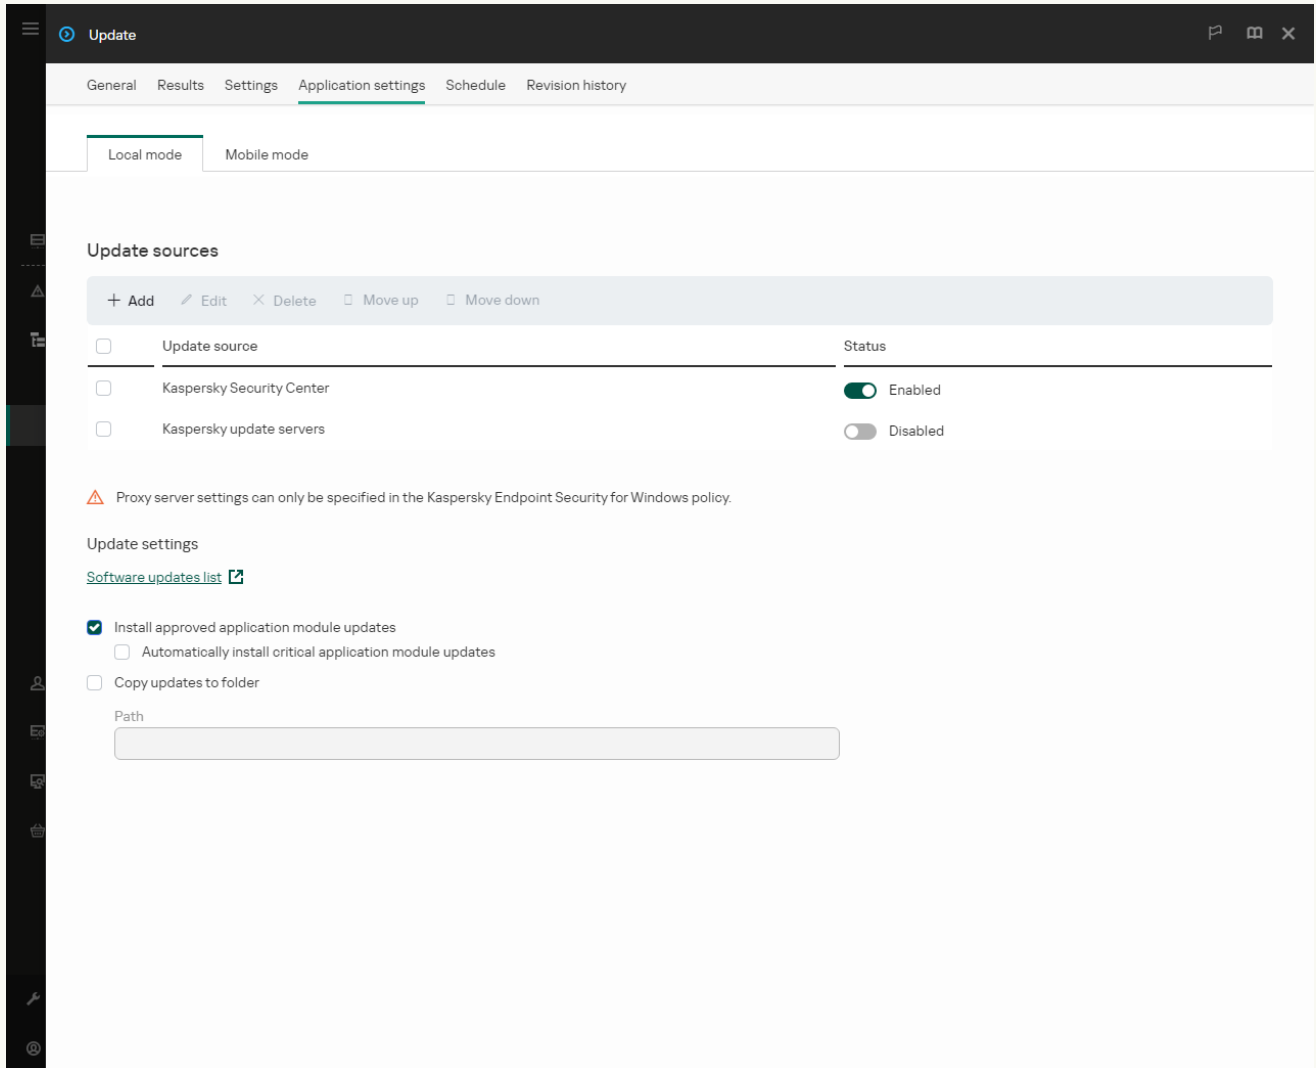 Update
General Results Settings Application settings Schedule Revision history
Local mode Mobile mode
Update sources
Add Edit Delete Move up Move down
Update source Status
Kaspersky Security Center Enabled
Kaspersky update servers Disabled
Proxy server settings can only be specified in the Kaspersky Endpoint Security for Windows policy.
Update settings
Software updates list
Install approved application module updates
Automatically install critical application module updates
Copy updates to folder
Path